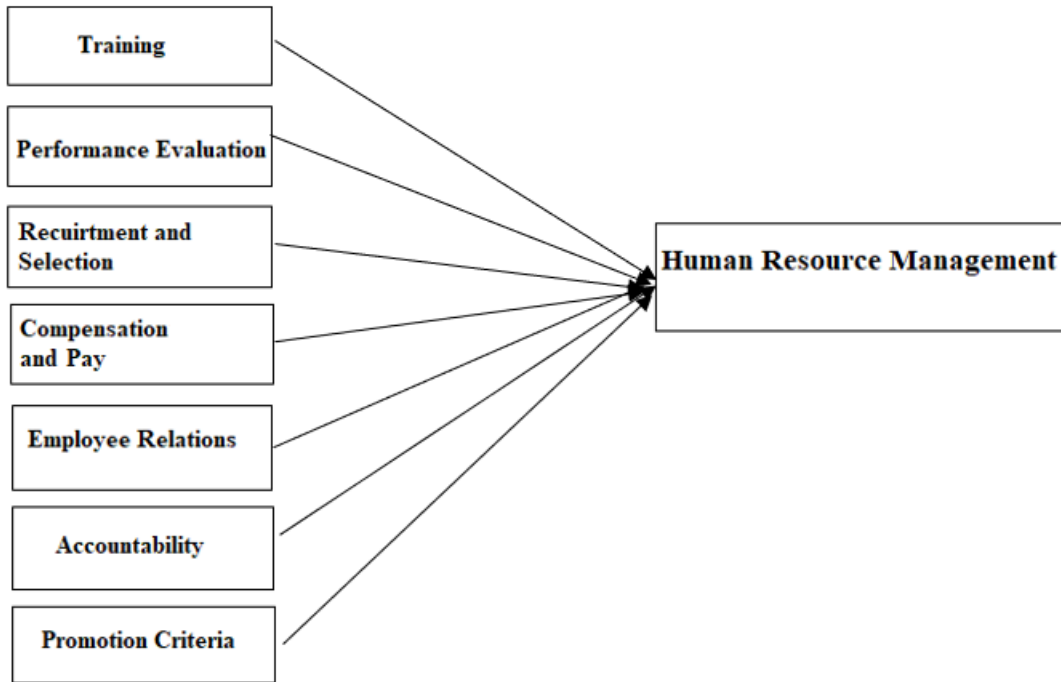 Training
Performance Evaluation
Recuirtment and
Selection
Human Resource Management
Compensation
and Pay
Employee Relations
Accountability
Promotion Criteria